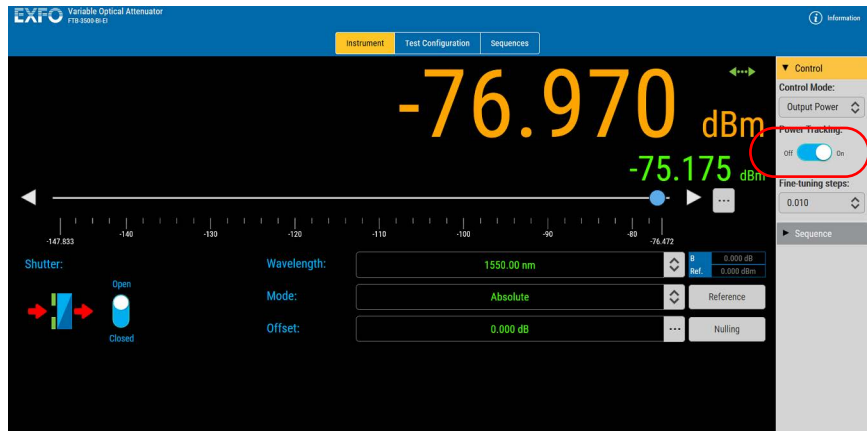 EXFO Variable Optical Attenuator
FTB-3500-BI-EI
Information
Instrument Test Configuration Sequences
-76.970 dBm
-75.175 dBm
Control
Control Mode:
Output Power
Power Tracking:
Off On
Fine-tuning steps:
0.010
Sequence
...
-147.833 -140 -130 -120 -110 -100 -90 -80 -76.472
Shutter:
Open
Closed
Wavelength: 1550.00 nm
B 0.000 dB
Ref. 0.000 dBm
Mode: Absolute Reference
Offset: 0.000 dB ... Nulling